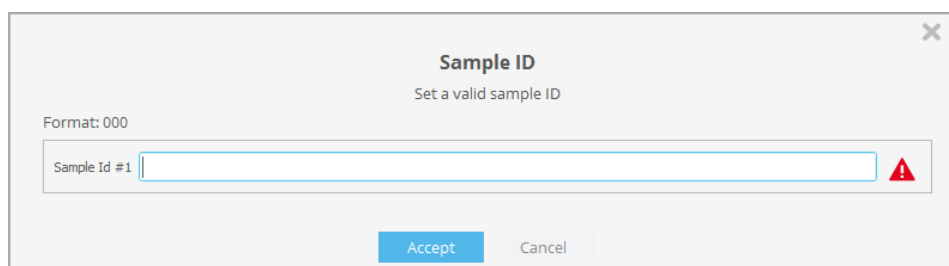 Sample ID
Set a valid sample ID
Format: 000
Sample Id #1
Accept Cancel